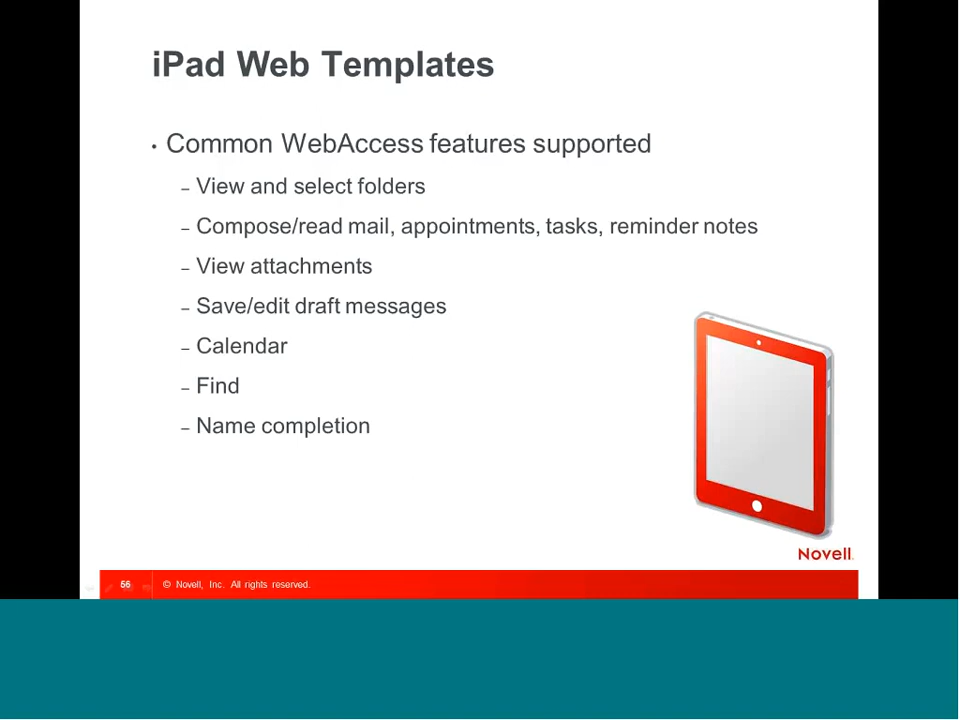 iPad Web Templates
• Common WebAccess features supported
– View and select folders
– Compose/read mail, appointments, tasks, reminder notes
– View attachments
– Save/edit draft messages
– Calendar
– Find
– Name completion
Novell
56 © Novell, Inc. All rights reserved.